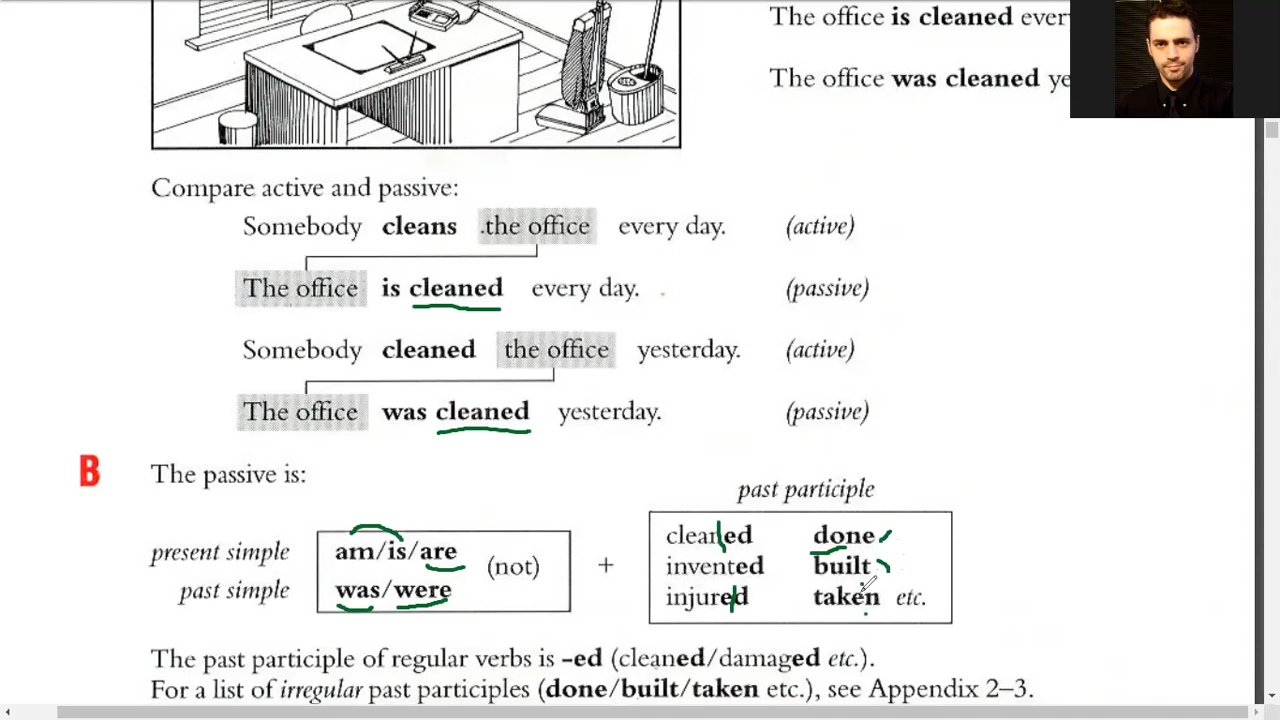 The office is cleaned ever
The office was cleaned ye
Compare active and passive:
Somebody cleans the office every day. (active)
The office is cleaned every day. (passive)
Somebody cleaned the office yesterday. (active)
The office was cleaned yesterday. (passive)
B The passive is:
past participle
present simple am/is/are (not) + cleaned done
past simple was/were invented built
injured taken etc.
The past participle of regular verbs is -ed (cleaned/damaged etc.).
For a list of irregular past participles (done/built/taken etc.), see Appendix 2–3.